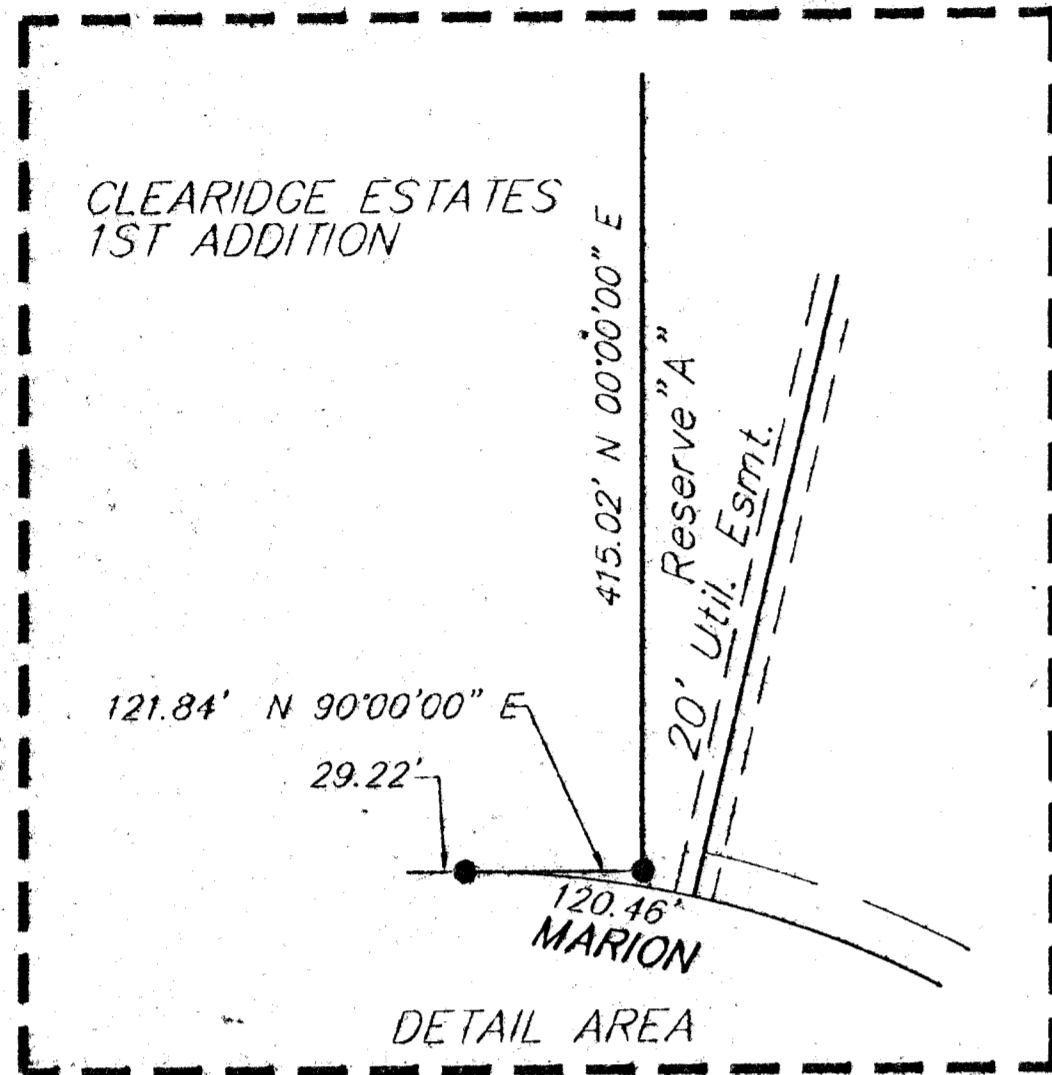 CLEARIDGE ESTATES
1ST ADDITION
415.02' N 00°00'00" E
Reserve "A"
20' Util. Esmt.
121.84' N 90°00'00" E
29.22'
120.46'
MARION
DETAIL AREA